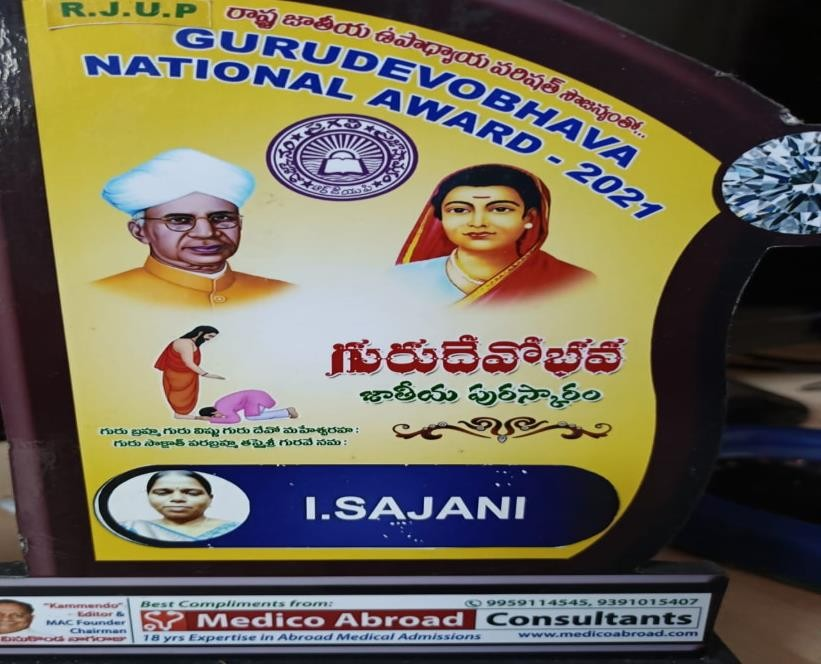 R.J.U.P
రాష్ట్ర జాతీయ ఉపాధ్యాయ పరిషత్ సౌజన్యంతో...
GURUDEVOBHAVA
NATIONAL AWARD - 2021
గురుదేవోభవ
జాతీయ పురస్కారం
గురు బ్రహ్మ గురు విష్ణు గురు దేవో మహేశ్వరహ :
గురు సాక్షాత్ పరబ్రహ్మ తస్మైశ్రీ గురవే నమ :
I.SAJANI
"Kammendo"
Editor &
MAC Founder
Chairman
Best Compliments from:
Medico Abroad Consultants
18 yrs Expertise in Abroad Medical Admissions
9959114545, 9391015407
www.medicoabroad.com